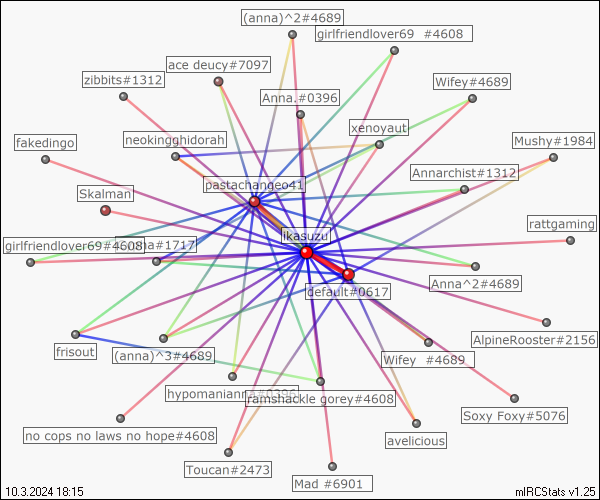 (anna)^2#4689
girlfriendlover69   #4608
ace deucy#7097
zibbits#1312
Wifey#4689
Anna.#0396
xenoyaut
neokingghidorah
Mushy#1984
fakedingo
Annarchist#1312
pastachangeo41
Skalman
rattgaming
likasuzu
girlfriendlover69#4608
#1717
Anna^2#4689
default#0617
AlpineRooster#2156
frisout
(anna)^3#4689
Wifey   #4689
hypomaniann
#0396
ramshackle gorey#4608
Soxy Foxy#5076
no cops no laws no hope#4608
avelicious
Toucan#2473
Mad   #6901
10.3.2024 18:15
mIRCStats v1.25